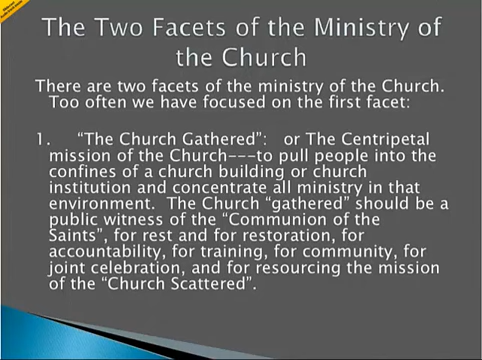 The Two Facets of the Ministry of
the Church
There are two facets of the ministry of the Church.
Too often we have focused on the first facet:
1. "The Church Gathered": or The Centripetal
mission of the Church---to pull people into the
confines of a church building or church
institution and concentrate all ministry in that
environment. The Church "gathered" should be a
public witness of the "Communion of the
Saints", for rest and for restoration, for
accountability, for training, for community, for
joint celebration, and for resourcing the mission
of the "Church Scattered".